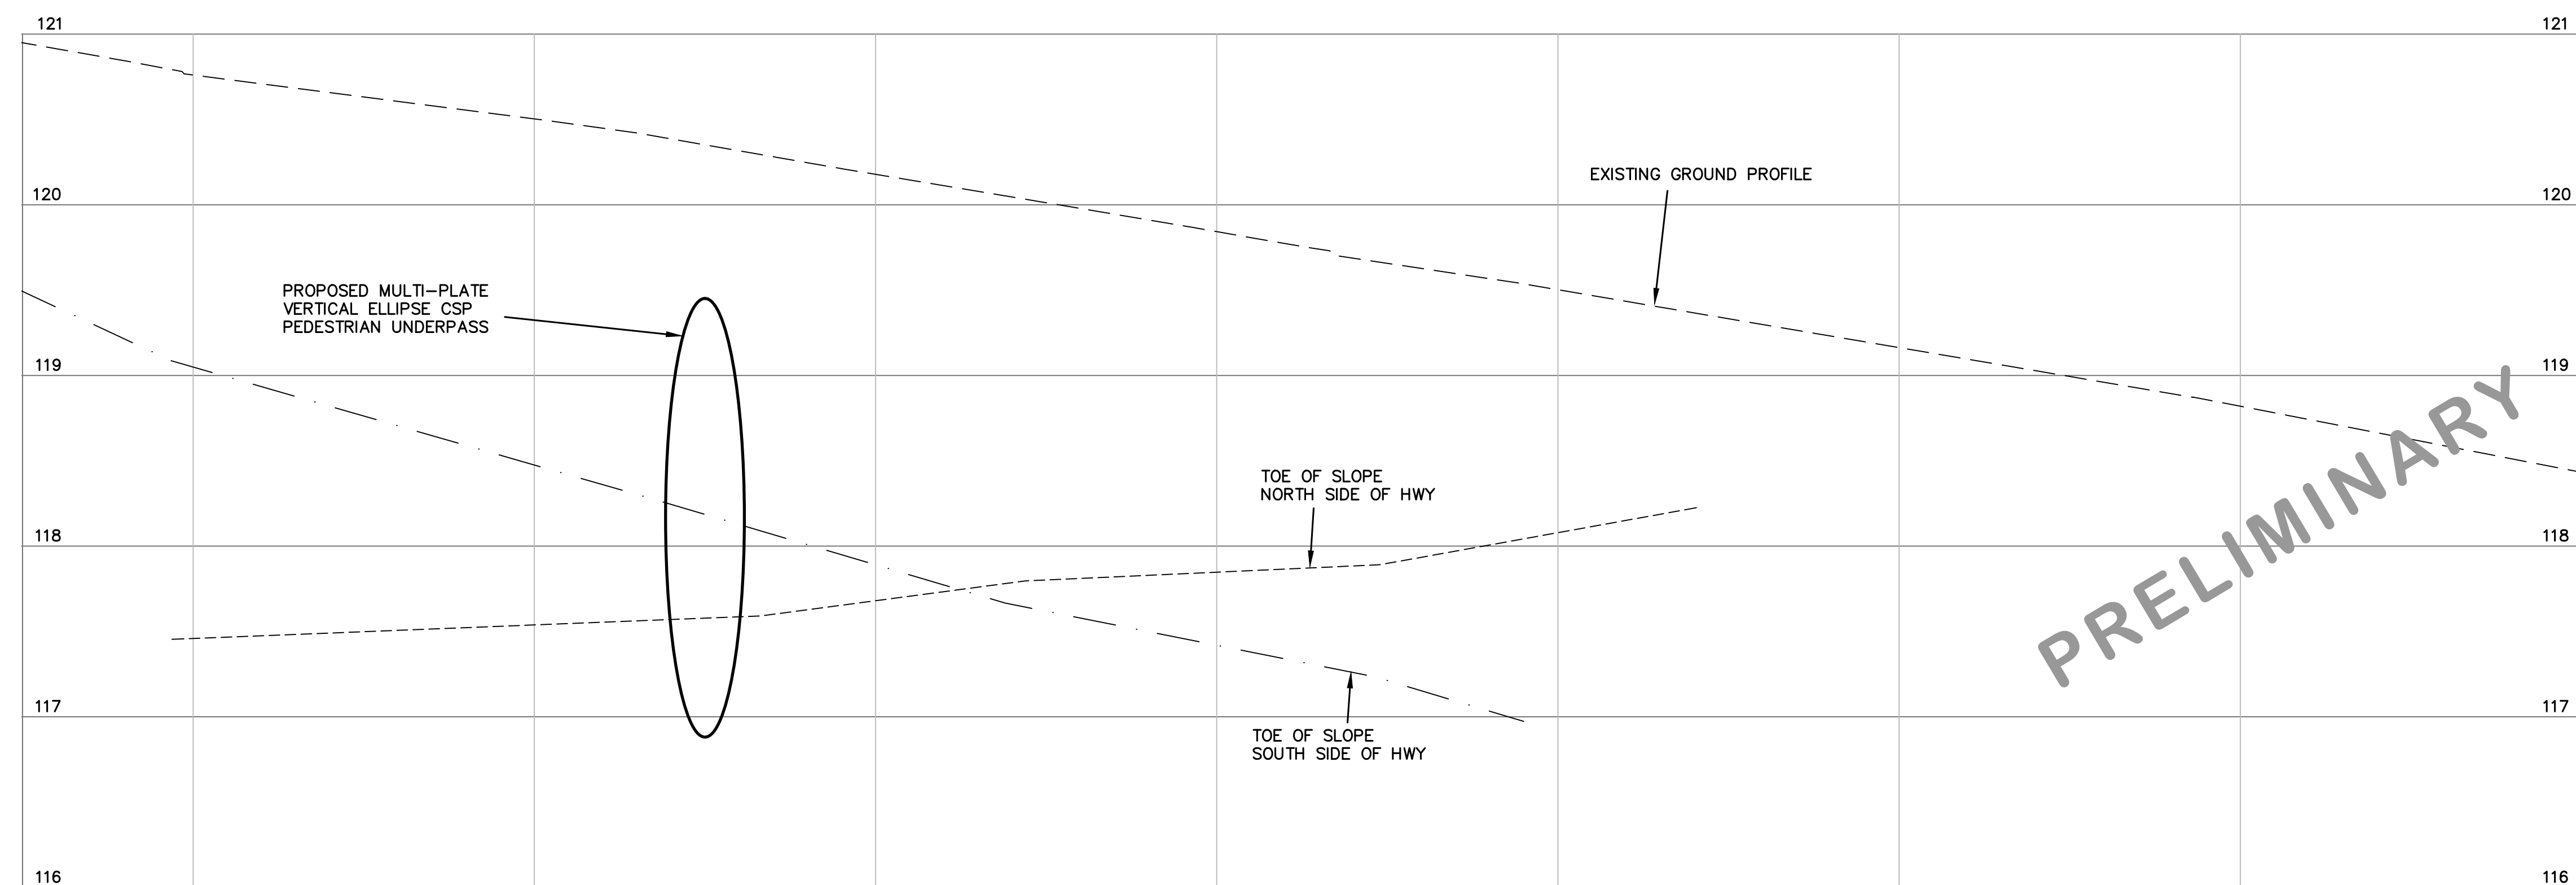 121
121
120
120
EXISTING GROUND PROFILE
PROPOSED MULTI-PLATE
VERTICAL ELLIPSE CSP
PEDESTRIAN UNDERPASS
119
119
TOE OF SLOPE
NORTH SIDE OF HWY
PRELIMINARY
118
118
117
117
TOE OF SLOPE
SOUTH SIDE OF HWY
116
116